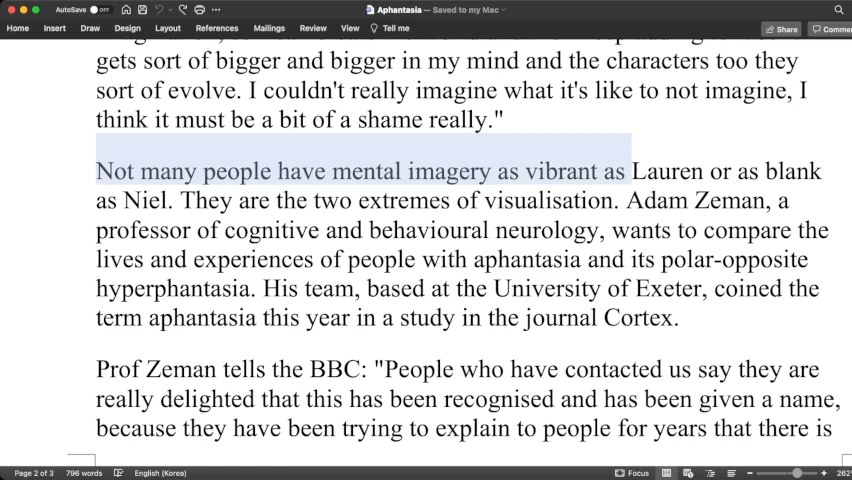 AutoSave OFF Aphantasia — Saved to my Mac
Home Insert Draw Design Layout References Mailings Review View Tell me Share
gets sort of bigger and bigger in my mind and the characters too they
sort of evolve. I couldn't really imagine what it's like to not imagine, I
think it must be a bit of a shame really."
Not many people have mental imagery as vibrant as Lauren or as blank
as Niel. They are the two extremes of visualisation. Adam Zeman, a
professor of cognitive and behavioural neurology, wants to compare the
lives and experiences of people with aphantasia and its polar-opposite
hyperphantasia. His team, based at the University of Exeter, coined the
term aphantasia this year in a study in the journal Cortex.
Prof Zeman tells the BBC: "People who have contacted us say they are
really delighted that this has been recognised and has been given a name,
because they have been trying to explain to people for years that there is
Page 2 of 3 796 words English (Korea) Focus